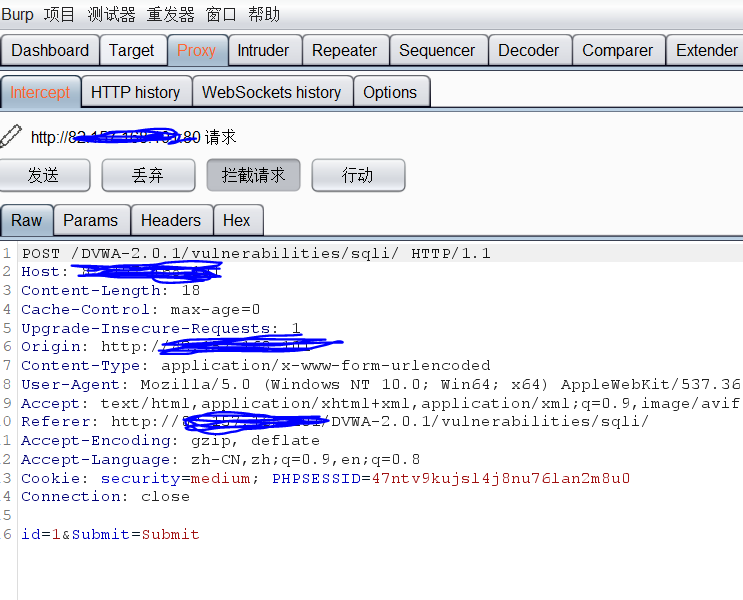 Burp 项目 测试器 重发器 窗口 帮助
Dashboard Target Proxy Intruder Repeater Sequencer Decoder Comparer Extender
Intercept HTTP history WebSockets history Options
http://8 80 请求
发送 丢弃 拦截请求 行动
Raw Params Headers Hex
1 POST /DVWA-2.0.1/vulnerabilities/sqli/ HTTP/1.1
2 Host:
3 Content-Length: 18
4 Cache-Control: max-age=0
5 Upgrade-Insecure-Requests: 1
6 Origin: http://
7 Content-Type: application/x-www-form-urlencoded
8 User-Agent: Mozilla/5.0 (Windows NT 10.0; Win64; x64) AppleWebKit/537.36
9 Accept: text/html,application/xhtml+xml,application/xml;q=0.9,image/avif
0 Referer: http:// /DVWA-2.0.1/vulnerabilities/sqli/
1 Accept-Encoding: gzip, deflate
2 Accept-Language: zh-CN,zh;q=0.9,en;q=0.8
3 Cookie: security=medium; PHPSESSID=47ntv9kujsl4j8nu76lan2m8u0
4 Connection: close
5
6 id=1&Submit=Submit